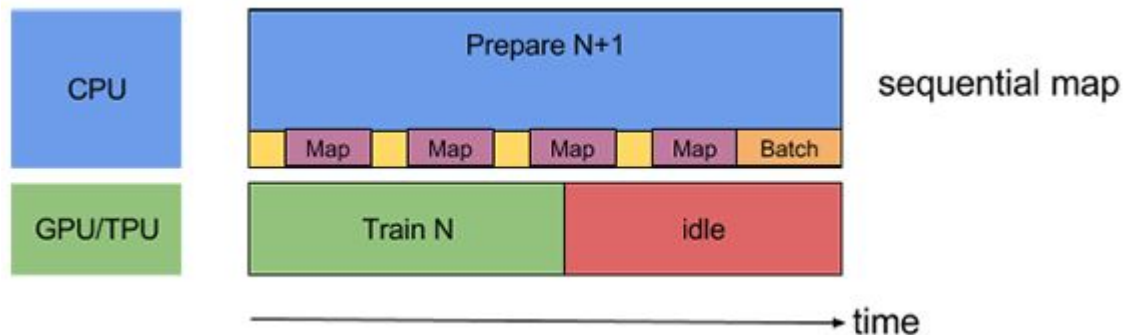 CPU
Prepare N+1
sequential map
Map Map Map Map Batch
GPU/TPU
Train N
idle
time